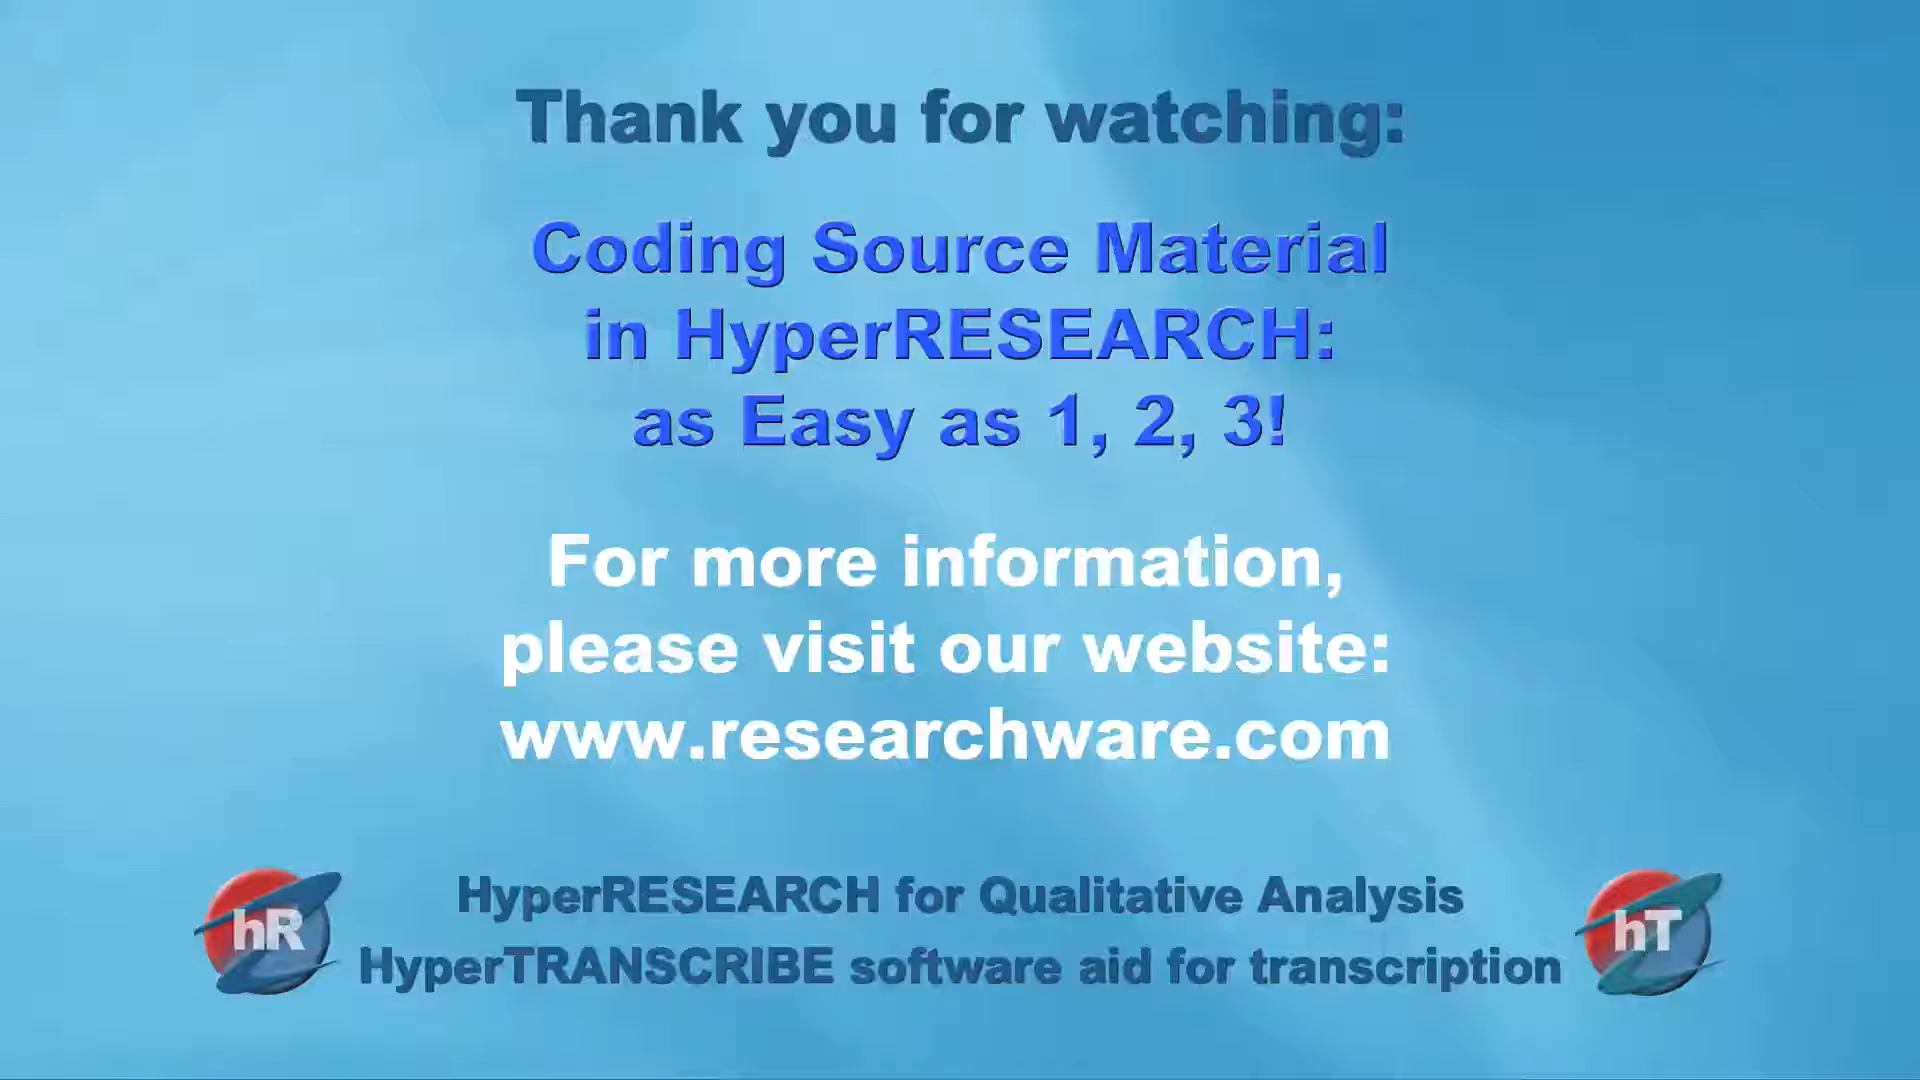 Thank you for watching:
Coding Source Material
in HyperRESEARCH:
as Easy as 1, 2, 3!
For more information,
please visit our website:
www.researchware.com
hR
HyperRESEARCH for Qualitative Analysis
HyperTRANSCRIBE software aid for transcription
hT